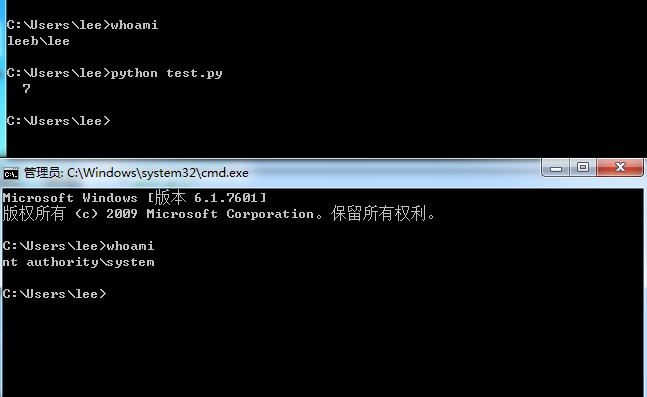 C:\Users\lee>whoami
leeb\lee
C:\Users\lee>python test.py
7
C:\Users\lee>
管理员: C:\Windows\system32\cmd.exe
Microsoft Windows [版本 6.1.7601]
版权所有 (c) 2009 Microsoft Corporation。保留所有权利。
C:\Users\lee>whoami
nt authority\system
C:\Users\lee>